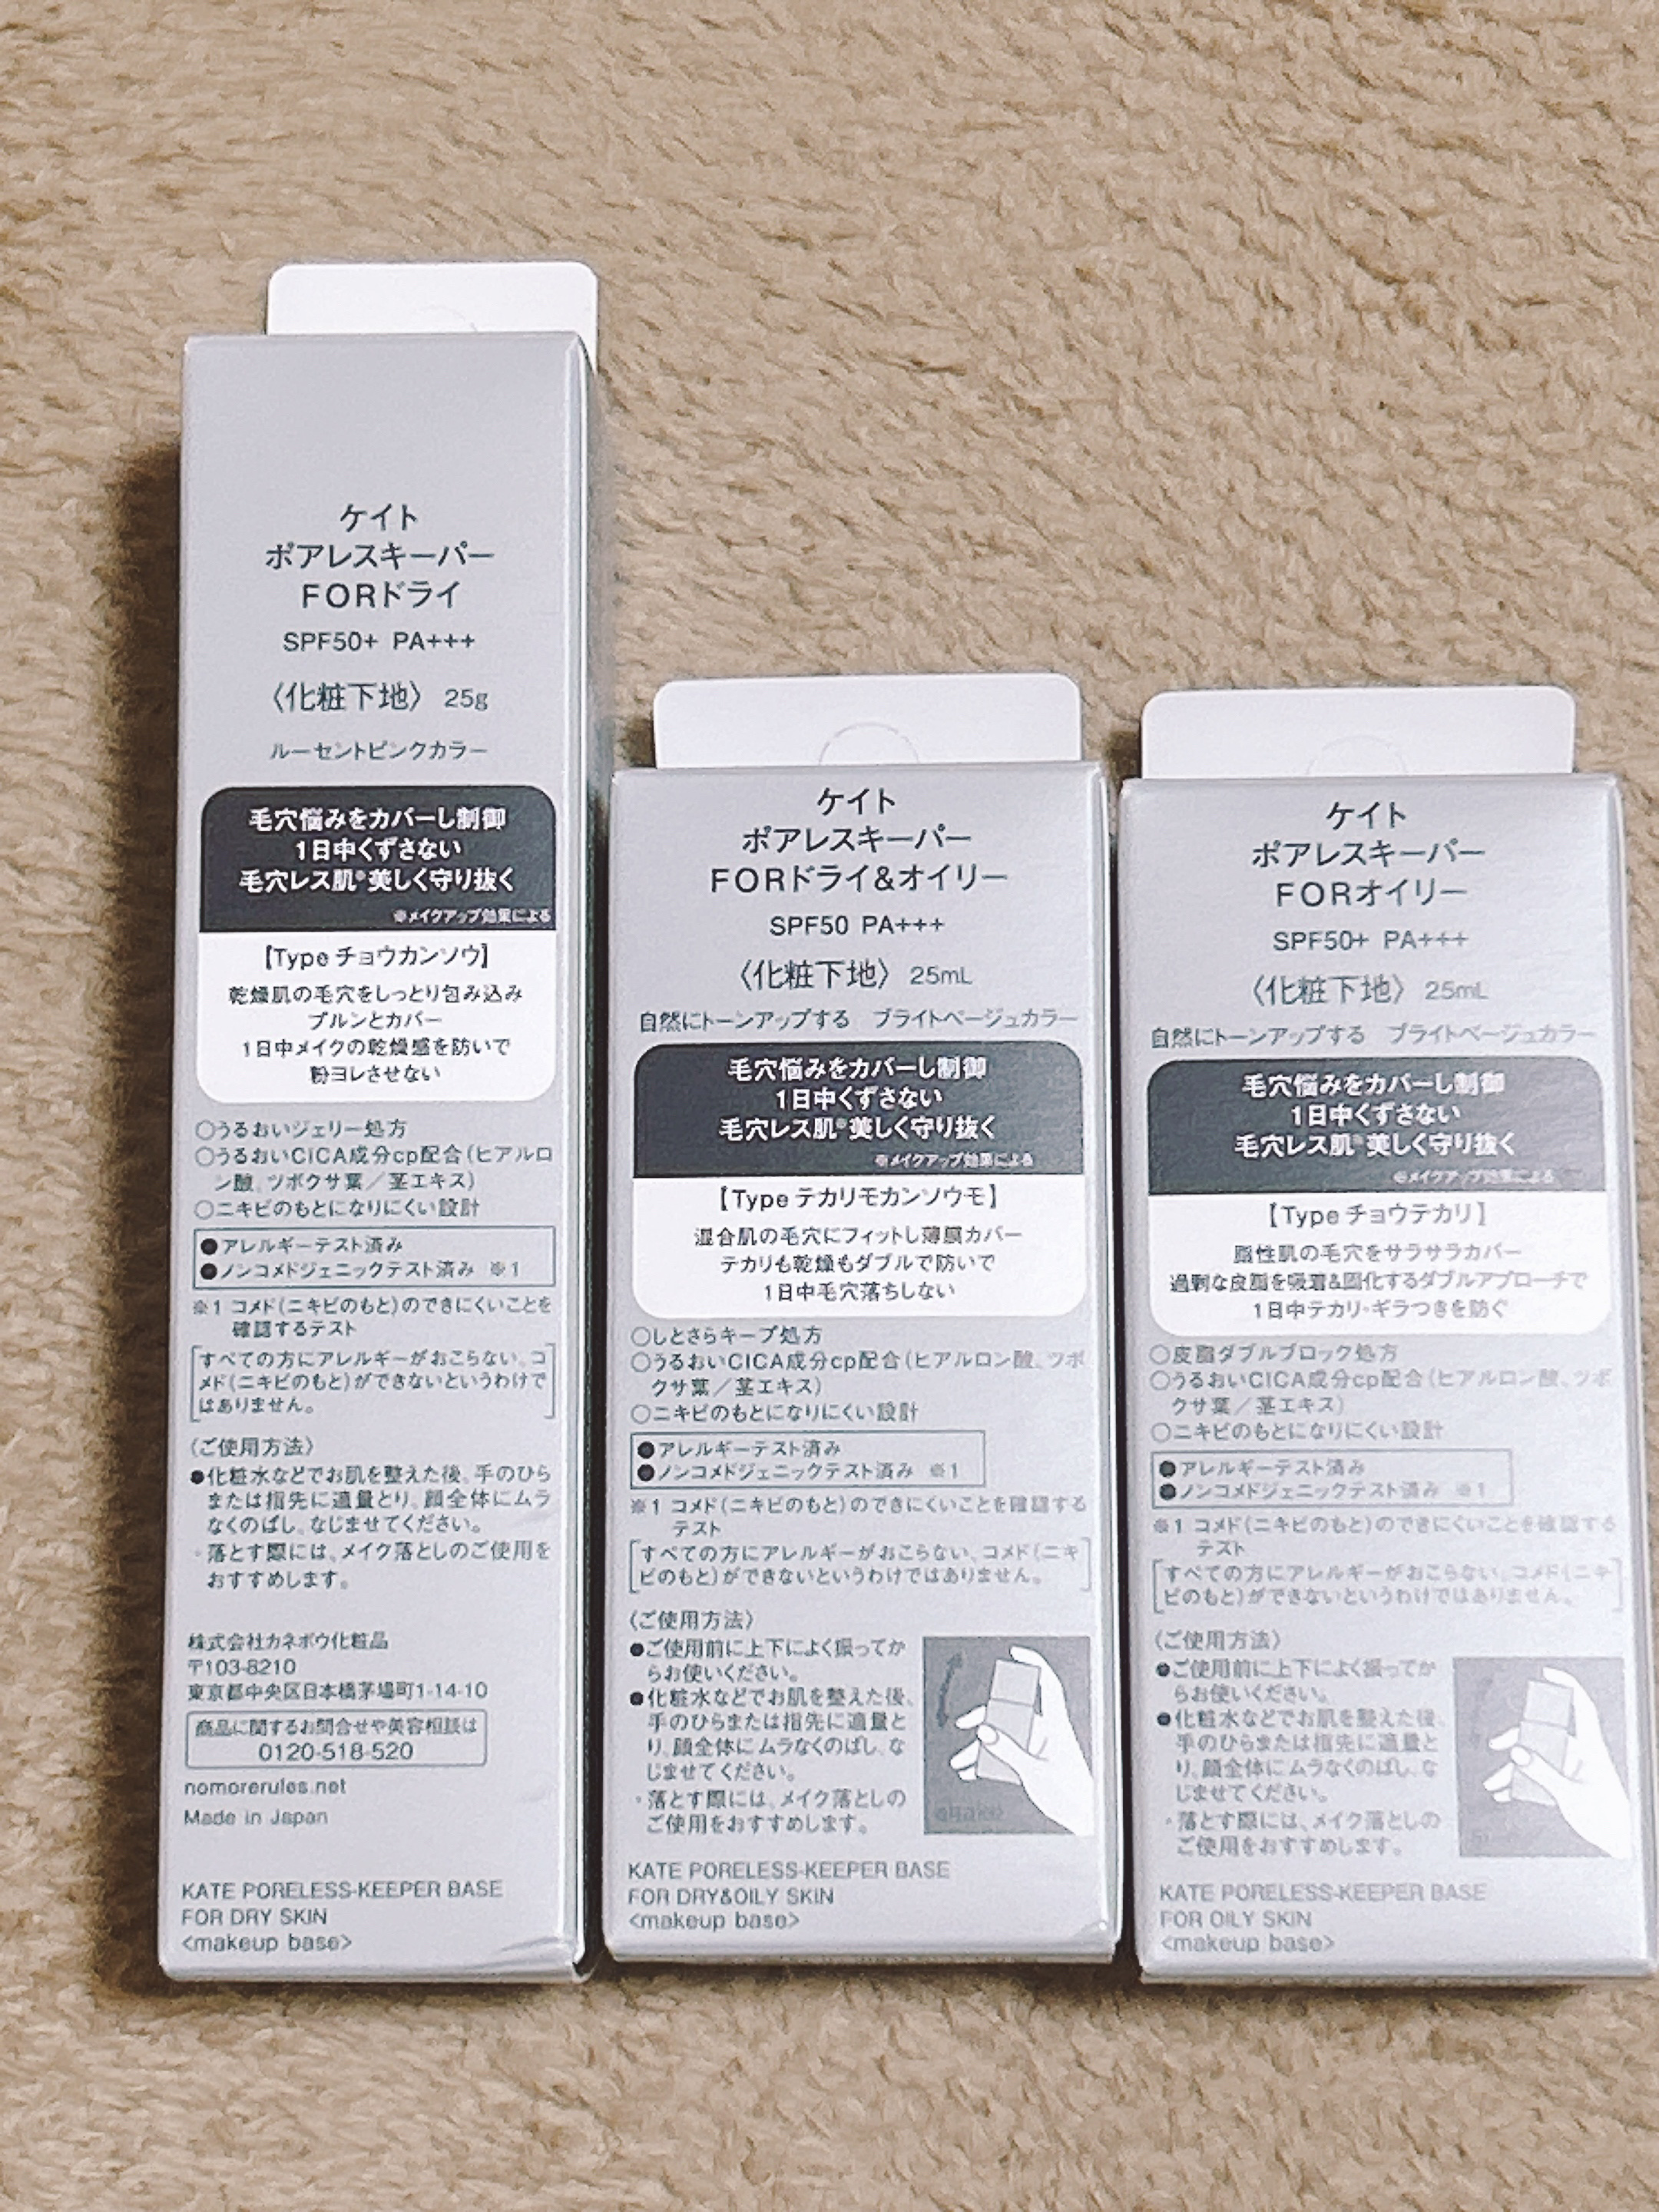 ケイト
ポアレスキーパー
FORドライ
SPF50+ PA+++
〈化粧下地〉 25g
ルーセントピンクカラー
毛穴悩みをカバーし制御
1日中くずさない
毛穴レス肌※美しく守り抜く
※メイクアップ効果による
【Type チョウカンソウ】
乾燥肌の毛穴をしっとり包み込み
プルンとカバー
1日中メイクの乾燥感を防いで
粉ヨレさせない
○うるおいジェリー処方
○うるおいCICA成分cp配合(ヒアルロ
ン酸、ツボクサ葉／茎エキス)
○ニキビのもとになりにくい設計
●アレルギーテスト済み
●ノンコメドジェニックテスト済み ※1
※1 コメド(ニキビのもと)のできにくいことを
確認するテスト
[すべての方にアレルギーがおこらない、コ
メド(ニキビのもと)ができないというわけで
はありません。]
〈ご使用方法〉
●化粧水などでお肌を整えた後、手のひら
または指先に適量とり、顔全体にムラ
なくのばし、なじませてください。
・落とす際には、メイク落としのご使用を
おすすめします。
株式会社カネボウ化粧品
〒103-8210
東京都中央区日本橋茅場町1-14-10
商品に関するお問合せや美容相談は
0120-518-520
nomorerules.net
Made in Japan
KATE PORELESS-KEEPER BASE
FOR DRY SKIN
<makeup base>
ケイト
ポアレスキーパー
FORドライ&オイリー
SPF50 PA+++
〈化粧下地〉 25mL
自然にトーンアップする ブライトベージュカラー
毛穴悩みをカバーし制御
1日中くずさない
毛穴レス肌※美しく守り抜く
※メイクアップ効果による
【Type テカリモカンソウモ】
混合肌の毛穴にフィットし薄膜カバー
テカリも乾燥もダブルで防いで
1日中毛穴落ちしない
○しとさらキープ処方
○うるおいCICA成分cp配合(ヒアルロン酸、ツボ
クサ葉／茎エキス)
○ニキビのもとになりにくい設計
●アレルギーテスト済み
●ノンコメドジェニックテスト済み ※1
※1 コメド(ニキビのもと)のできにくいことを確認する
テスト
[すべての方にアレルギーがおこらない、コメド(ニキ
ビのもと)ができないというわけではありません。]
〈ご使用方法〉
●ご使用前に上下によく振ってか
らお使いください。
●化粧水などでお肌を整えた後、
手のひらまたは指先に適量と
り、顔全体にムラなくのばし、な
じませてください。
・落とす際には、メイク落としの
ご使用をおすすめします。
KATE PORELESS-KEEPER BASE
FOR DRY&OILY SKIN
<makeup base>
ケイト
ポアレスキーパー
FORオイリー
SPF50+ PA+++
〈化粧下地〉 25mL
自然にトーンアップする ブライトベージュカラー
毛穴悩みをカバーし制御
1日中くずさない
毛穴レス肌※美しく守り抜く
※メイクアップ効果による
【Type チョウテカリ】
脂性肌の毛穴をサラサラカバー
過剰な皮脂を吸着&固化するダブルアプローチで
1日中テカリ・ギラつきを防ぐ
○皮脂ダブルブロック処方
○うるおいCICA成分cp配合(ヒアルロン酸、ツボ
クサ葉／茎エキス)
○ニキビのもとになりにくい設計
●アレルギーテスト済み
●ノンコメドジェニックテスト済み ※1
※1 コメド(ニキビのもと)のできにくいことを確認する
テスト
[すべての方にアレルギーがおこらない、コメド(ニキ
ビのもと)ができないというわけではありません。]
〈ご使用方法〉
●ご使用前に上下によく振ってか
らお使いください。
●化粧水などでお肌を整えた後、
手のひらまたは指先に適量と
り、顔全体にムラなくのばし、な
じませてください。
・落とす際には、メイク落としの
ご使用をおすすめします。
KATE PORELESS-KEEPER BASE
FOR OILY SKIN
<makeup base>